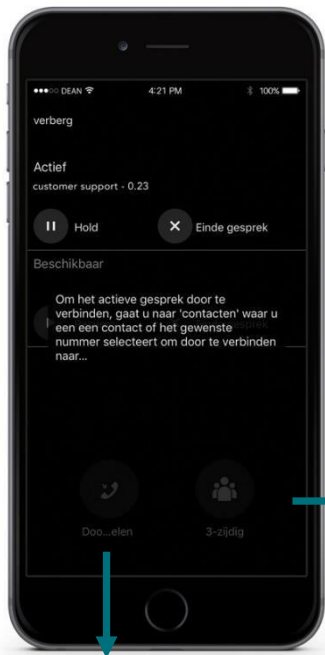 DEAN 4:21 PM 100%
verberg
Actief
customer support - 0.23
Hold Einde gesprek
Beschikbaar
Om het actieve gesprek door te
verbinden, gaat u naar 'contacten' waar u
een een contact of het gewenste
nummer selecteert om door te verbinden
naar...
Doo...elen 3-zijdig